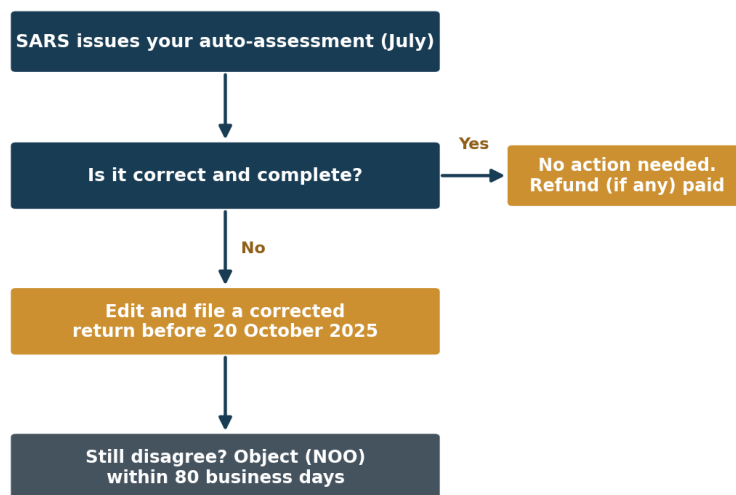 SARS issues your auto-assessment (July)
Is it correct and complete?
Yes
No action needed.
Refund (if any) paid
No
Edit and file a corrected
return before 20 October 2025
Still disagree? Object (NOO)
within 80 business days